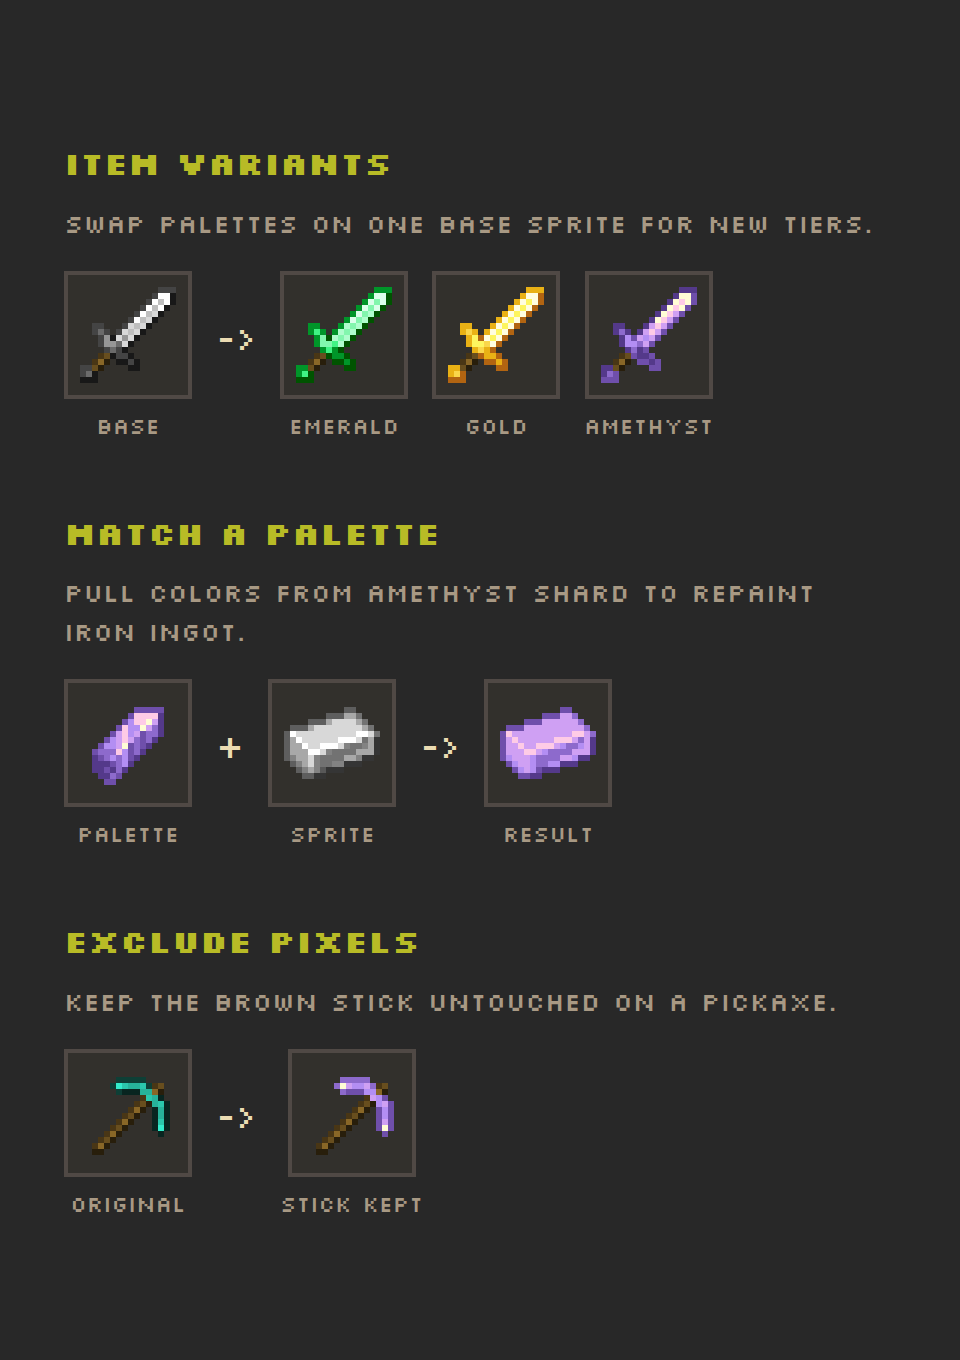 ITEM VARIANTS
SWAP PALETTES ON ONE BASE SPRITE FOR NEW TIERS.
->
BASE EMERALD GOLD AMETHYST
MATCH A PALETTE
PULL COLORS FROM AMETHYST SHARD TO REPAINT
IRON INGOT.
+ ->
PALETTE SPRITE RESULT
EXCLUDE PIXELS
KEEP THE BROWN STICK UNTOUCHED ON A PICKAXE.
->
ORIGINAL STICK KEPT